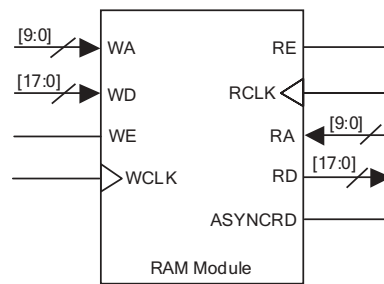 [9:0]
WA
RE
[17:0]
WD
RCLK
WE
RA
[9:0]
WCLK
RD
[17:0]
ASYNCRD
RAM Module